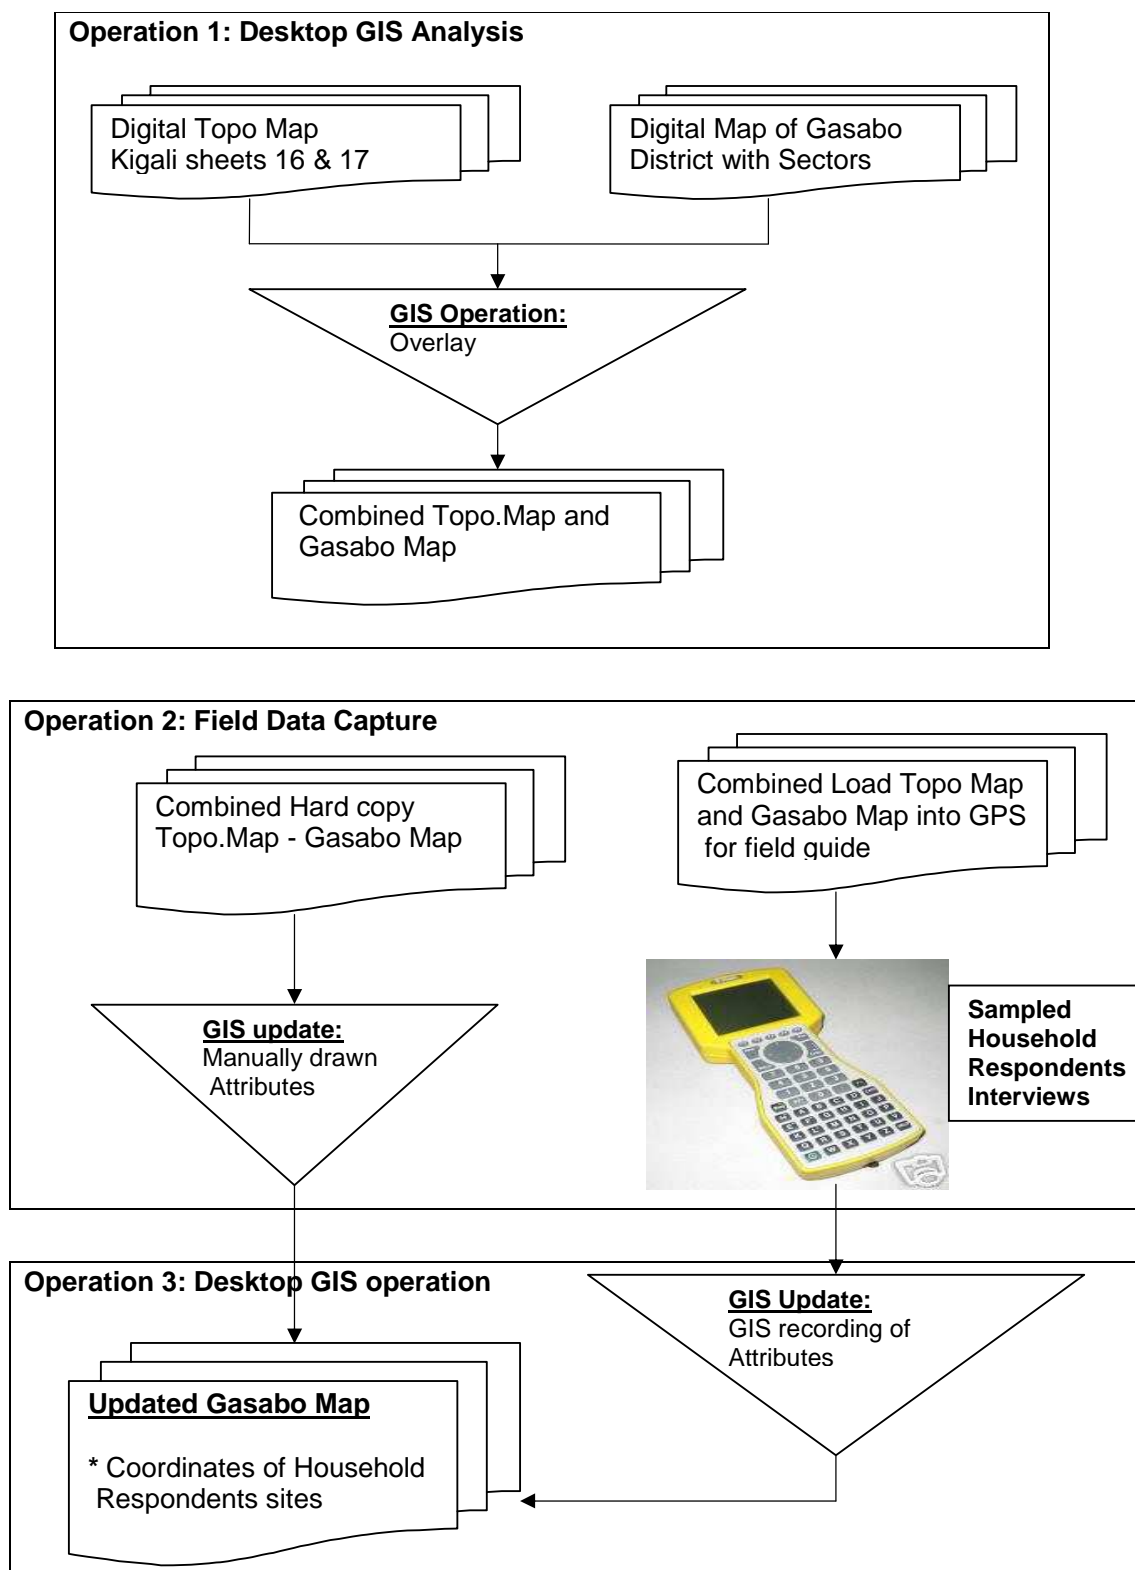 Operation 1: Desktop GIS Analysis
Digital Topo Map
Kigali sheets 16 & 17
Digital Map of Gasabo
District with Sectors
GIS Operation:
Overlay
Combined Topo.Map and
Gasabo Map
Operation 2: Field Data Capture
Combined Hard copy
Topo.Map - Gasabo Map
Combined Load Topo Map
and Gasabo Map into GPS
for field guide
GIS update:
Manually drawn
Attributes
Sampled
Household
Respondents
Interviews
Operation 3: Desktop GIS operation
GIS Update:
GIS recording of
Attributes
Updated Gasabo Map
* Coordinates of Household
Respondents sites